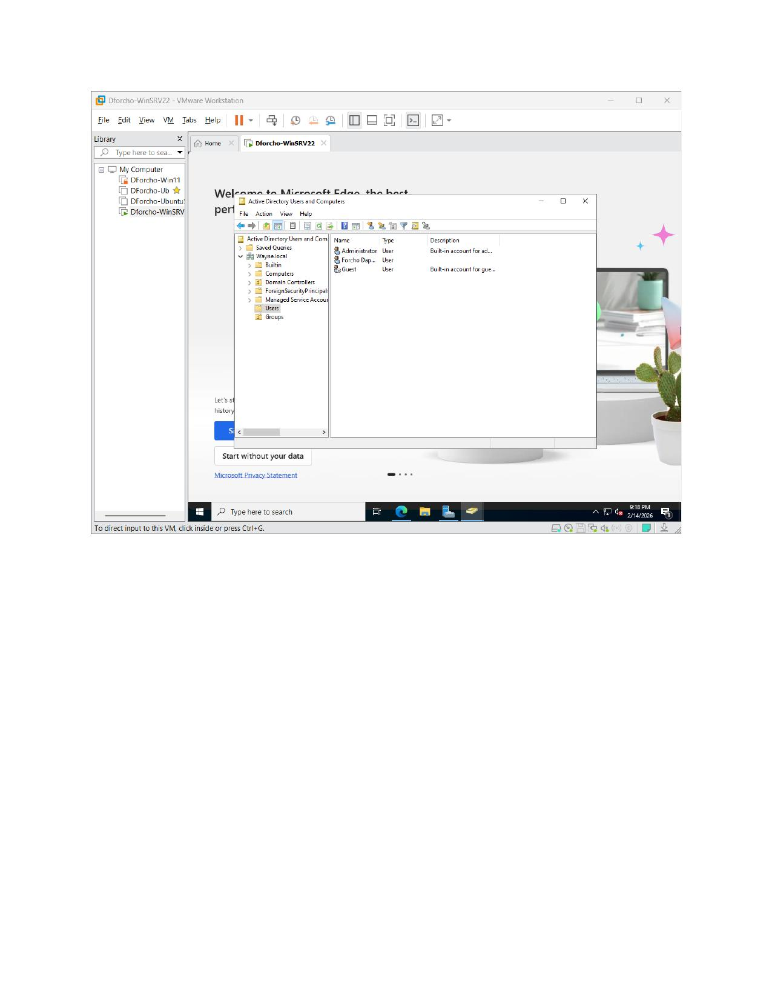 Dforcho-WinSRV22 - VMware Workstation
File Edit View VM Tabs Help
Library
Type here to sea...
My Computer
DForcho-Win11
DForcho-Ub
DForcho-Ubuntu
Dforcho-WinSRV
Home
Dforcho-WinSRV22
Welcome to Microsoft Edge, the best-
perf
Active Directory Users and Computers
File Action View Help
Active Directory Users and Com
Saved Queries
Wayne.local
Builtin
Computers
Domain Controllers
ForeignSecurityPrincipals
Managed Service Accour
Users
Groups
Name Type Description
Administrator User Built-in account for ad...
Forcho Dap... User
Guest User Built-in account for gue...
Let's st
history
Si
Start without your data
Microsoft Privacy Statement
Type here to search
9:18 PM
2/14/2026
1
To direct input to this VM, click inside or press Ctrl+G.